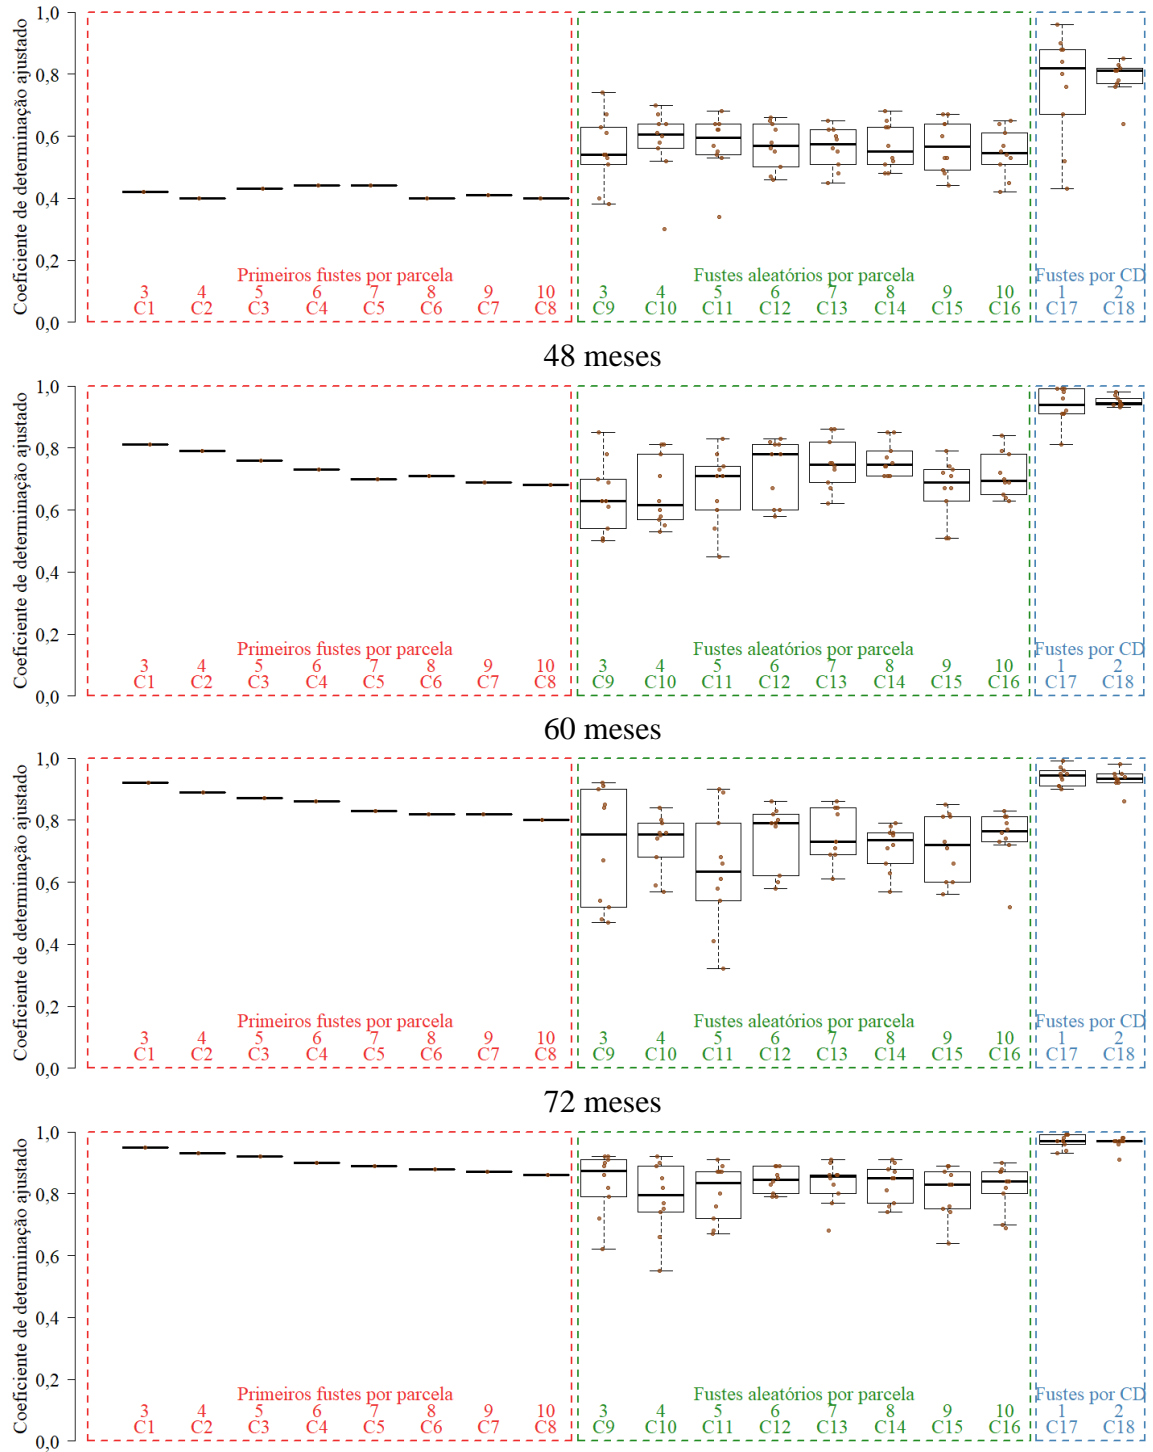 Coeficiente de determinação ajustado
1,0
0,8
0,6
0,4
0,2
0,0
Primeiros fustes por parcela
3 4 5 6 7 8 9 10
C1 C2 C3 C4 C5 C6 C7 C8
Fustes aleatórios por parcela
3 4 5 6 7 8 9 10
C9 C10 C11 C12 C13 C14 C15 C16
Fustes por CD
1 2
C17 C18
48 meses
Coeficiente de determinação ajustado
1,0
0,8
0,6
0,4
0,2
0,0
Primeiros fustes por parcela
3 4 5 6 7 8 9 10
C1 C2 C3 C4 C5 C6 C7 C8
Fustes aleatórios por parcela
3 4 5 6 7 8 9 10
C9 C10 C11 C12 C13 C14 C15 C16
Fustes por CD
1 2
C17 C18
60 meses
Coeficiente de determinação ajustado
1,0
0,8
0,6
0,4
0,2
0,0
Primeiros fustes por parcela
3 4 5 6 7 8 9 10
C1 C2 C3 C4 C5 C6 C7 C8
Fustes aleatórios por parcela
3 4 5 6 7 8 9 10
C9 C10 C11 C12 C13 C14 C15 C16
Fustes por CD
1 2
C17 C18
72 meses
Coeficiente de determinação ajustado
1,0
0,8
0,6
0,4
0,2
0,0
Primeiros fustes por parcela
3 4 5 6 7 8 9 10
C1 C2 C3 C4 C5 C6 C7 C8
Fustes aleatórios por parcela
3 4 5 6 7 8 9 10
C9 C10 C11 C12 C13 C14 C15 C16
Fustes por CD
1 2
C17 C18